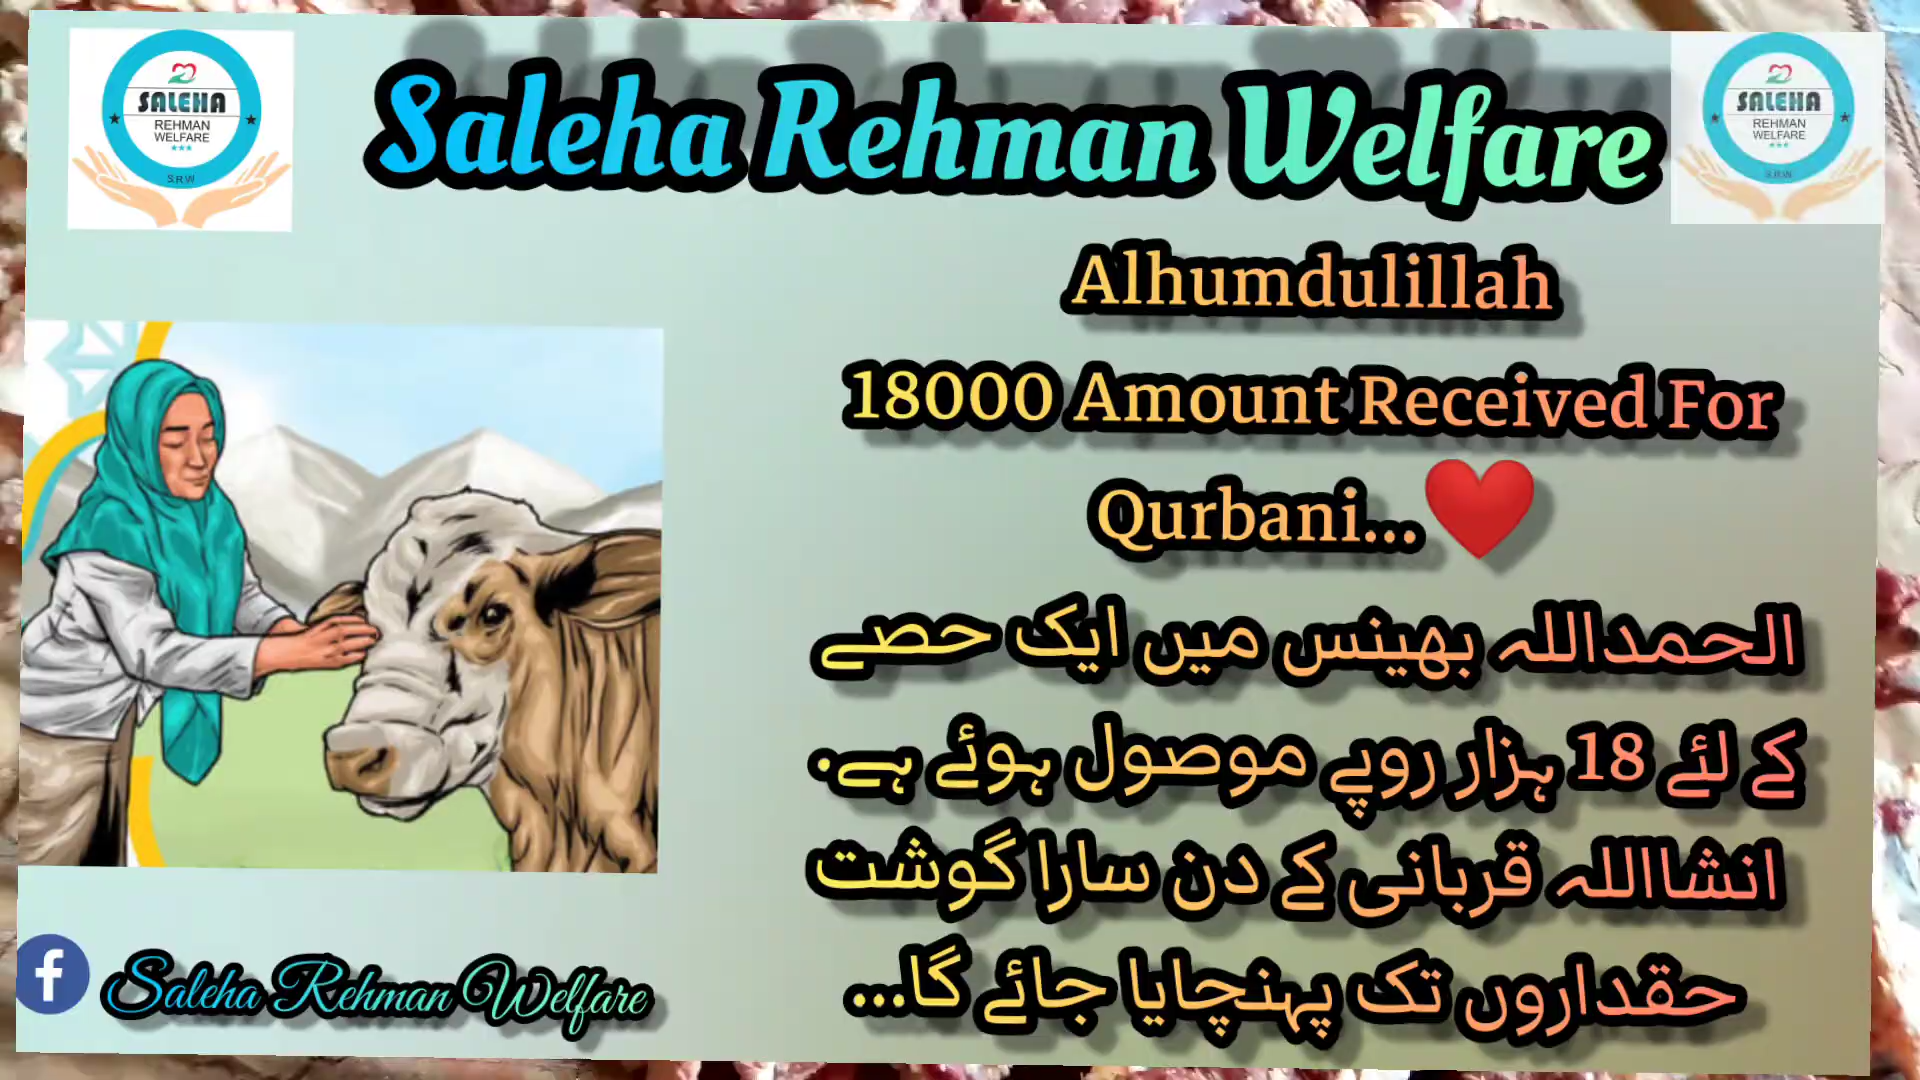 SALEHA
REHMAN
WELFARE
S.R.W
Saleha Rehman Welfare
SALEHA
REHMAN
WELFARE
S.R.W
Alhumdulillah
18000 Amount Received For
Qurbani...❤️
الحمداللہ بھینس میں ایک حصے
کے لئے 18 ہزار روپے موصول ہوئے ہے.
انشااللہ قربانی کے دن سارا گوشت
حقداروں تک پہنچایا جائے گا...
f Saleha Rehman Welfare